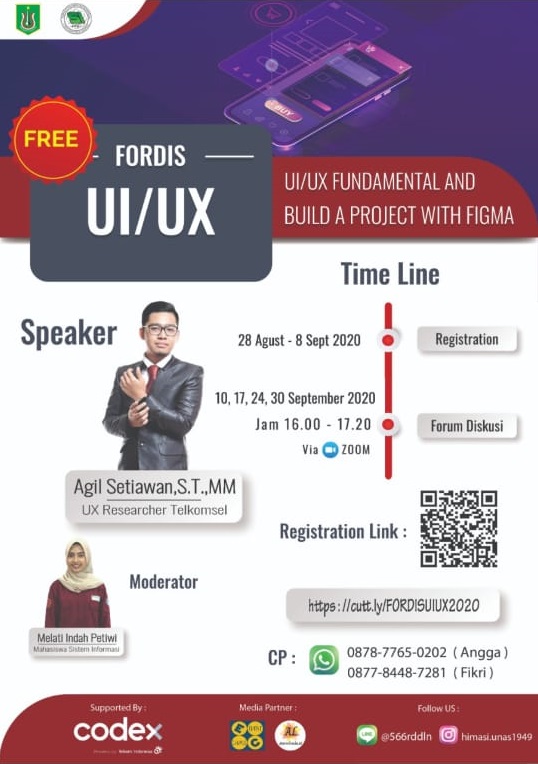 FREE
FORDIS
UI/UX
UI/UX FUNDAMENTAL AND
BUILD A PROJECT WITH FIGMA
BUY
Time Line
Speaker
28 Agust - 8 Sept 2020
Registration
10, 17, 24, 30 September 2020
Jam 16.00 - 17.20
Via ZOOM
Forum Diskusi
Agil Setiawan,S.T.,MM
UX Researcher Telkomsel
Registration Link :
Moderator
https://cutt.ly/FORDISUIUX2020
Melati Indah Petiwi
Mahasiswa Sistem Informasi
CP :
0878-7765-0202 ( Angga )
0877-8448-7281 ( Fikri )
Supported By :
codex
Media Partner :
Follow US :
@566rddln
himasi.unas1949